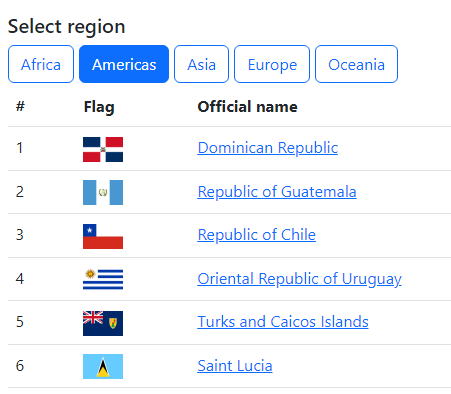 Select region
Africa Americas Asia Europe Oceania
# Flag Official name
1 Dominican Republic
2 Republic of Guatemala
3 Republic of Chile
4 Oriental Republic of Uruguay
5 Turks and Caicos Islands
6 Saint Lucia